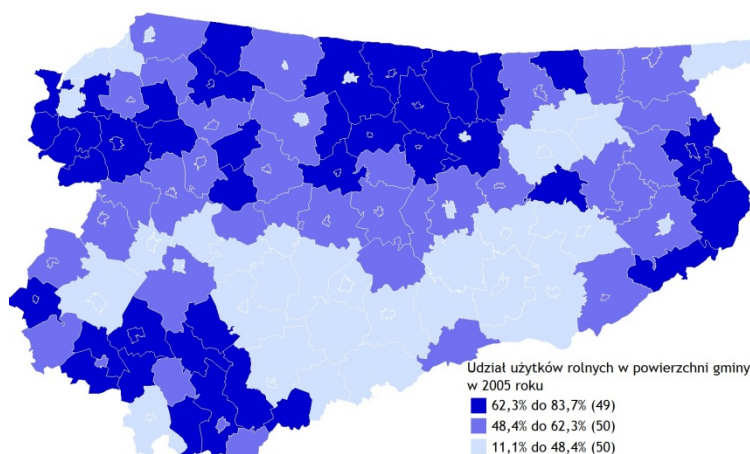 Udział użytków rolnych w powierzchni gminy
w 2005 roku
62,3% do 83,7% (49)
48,4% do 62,3% (50)
11,1% do 48,4% (50)